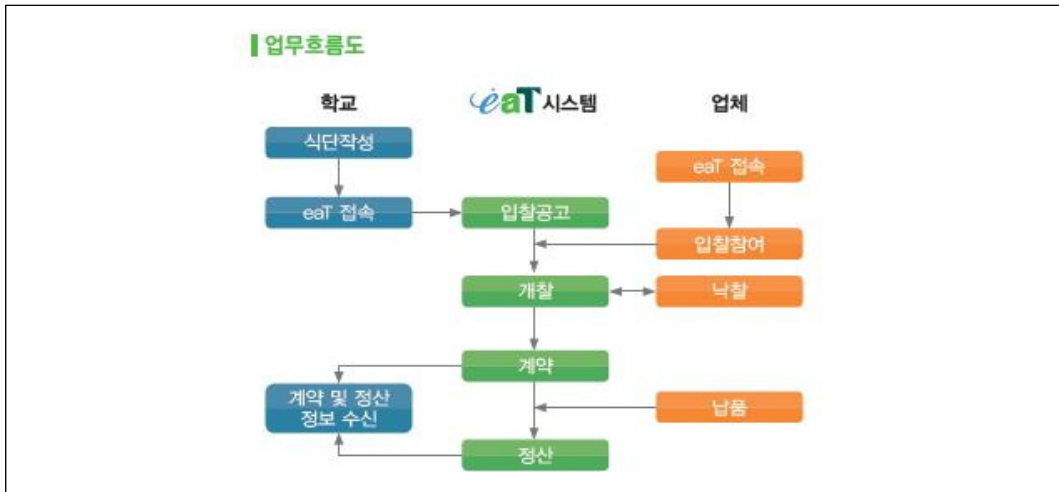 업무흐름도
학교
eaT 시스템
업체
식단작성
eaT 접속
eaT 접속
입찰공고
입찰참여
개찰
낙찰
계약
계약 및 정산
정보 수신
납품
정산